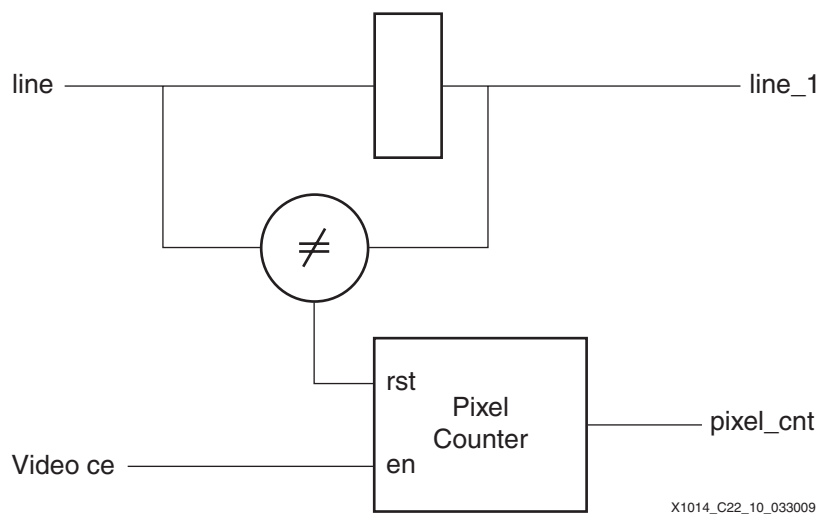 line
line_1
≠
rst
Pixel
Counter
pixel_cnt
Video ce
en
X1014_C22_10_033009